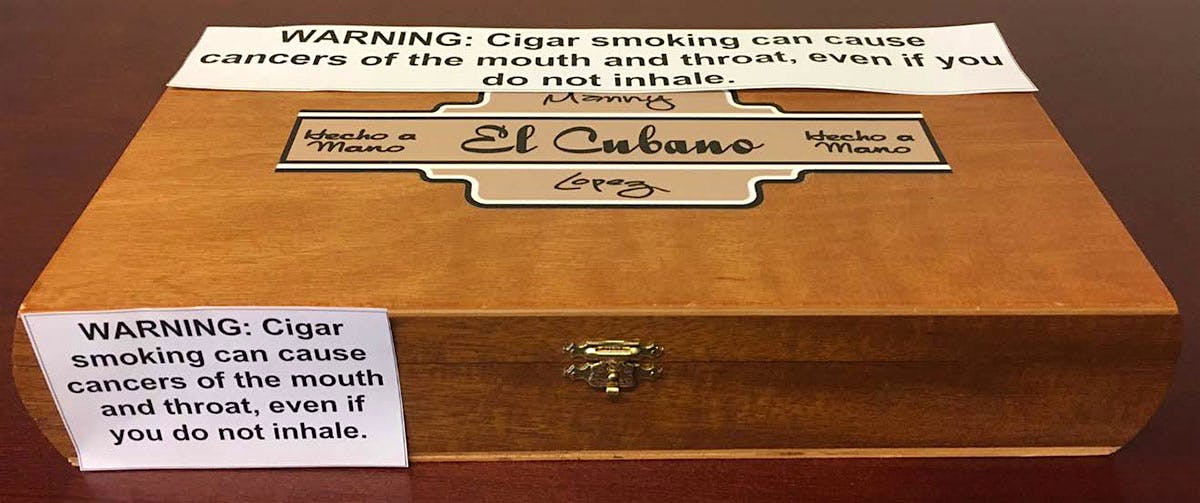 WARNING: Cigar smoking can cause
cancers of the mouth and throat, even if you
do not inhale.
Manny
Hecho a
Mano
El Cubano
Hecho a
Mano
Lopez
WARNING: Cigar
smoking can cause
cancers of the mouth
and throat, even if
you do not inhale.